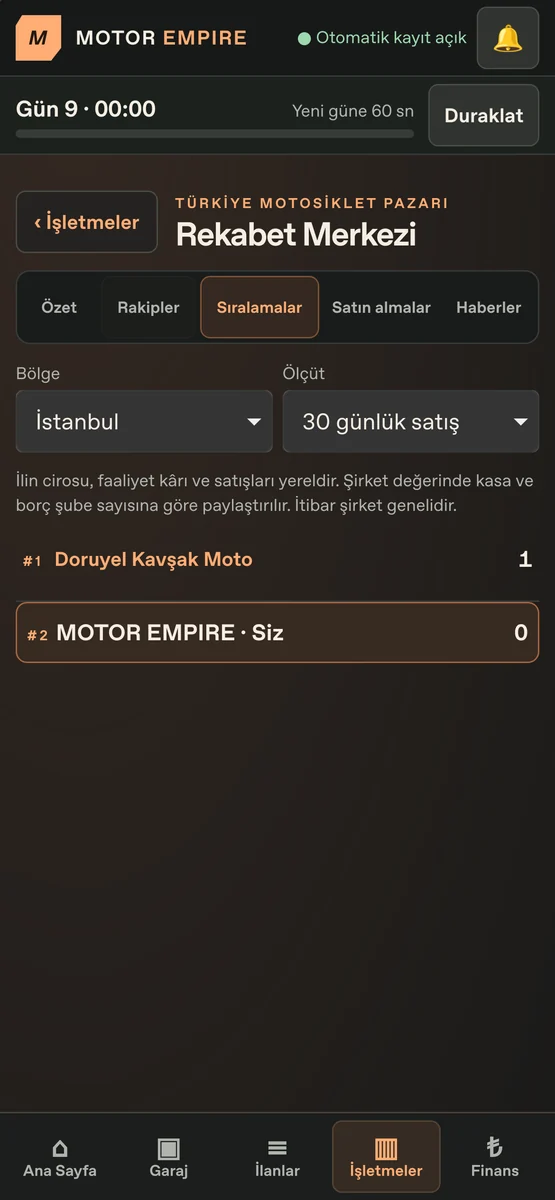 M MOTOR EMPIRE
Otomatik kayıt açık
Gün 9 · 00:00
Yeni güne 60 sn
Duraklat
‹ İşletmeler
TÜRKİYE MOTOSİKLET PAZARI
Rekabet Merkezi
Özet Rakipler Sıralamalar Satın almalar Haberler
Bölge Ölçüt
İstanbul 30 günlük satış
İlin cirosu, faaliyet kârı ve satışları yereldir. Şirket değerinde kasa ve
borç şube sayısına göre paylaştırılır. İtibar şirket genelidir.
#1 Doruyel Kavşak Moto 1
#2 MOTOR EMPIRE · Siz 0
Ana Sayfa Garaj İlanlar İşletmeler Finans